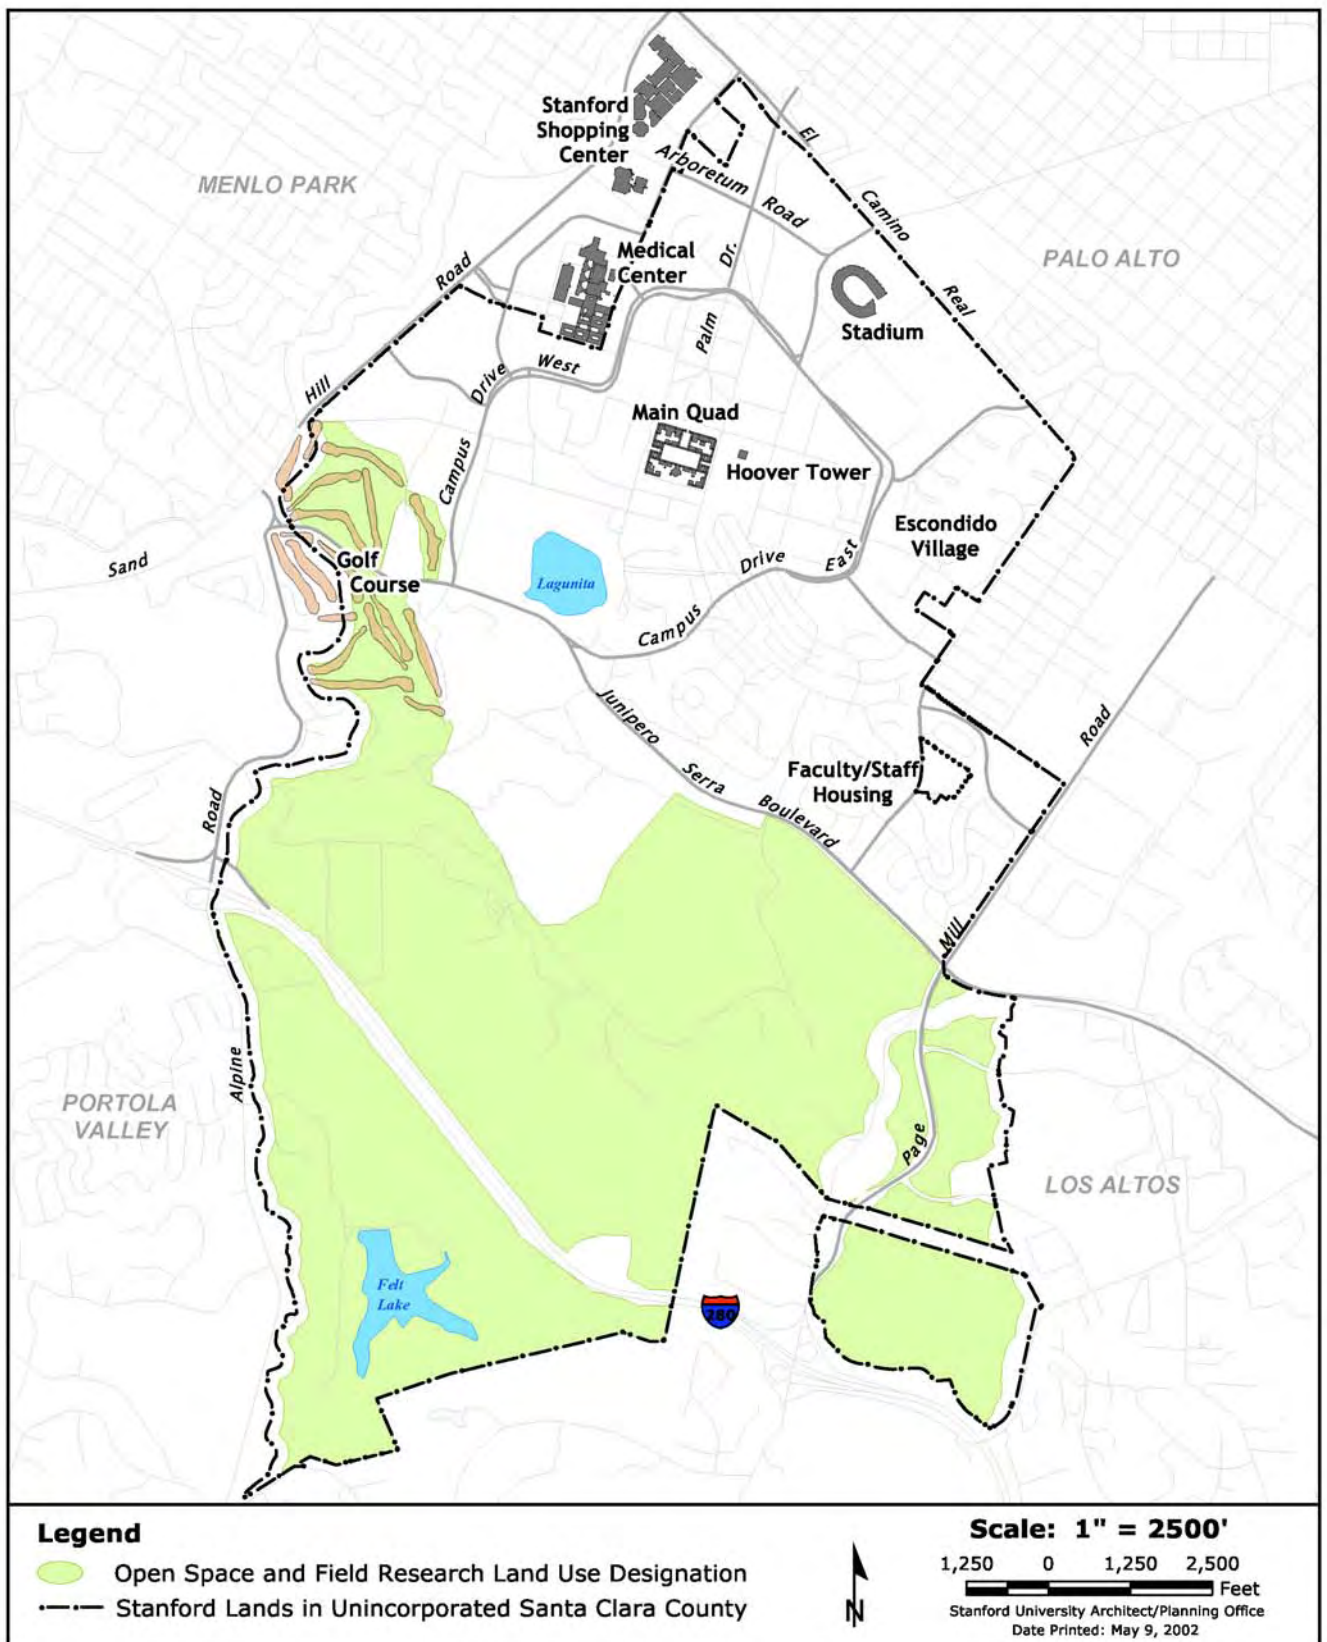 Stanford
Shopping
Center
El
Camino
Real
Arboretum
Road
MENLO PARK
PALO ALTO
Medical
Center
Palm
Dr.
Stadium
Sand
Hill
Road
Campus
Drive
West
Main Quad
Hoover Tower
Escondido
Village
Golf
Course
Lagunita
Campus
Drive
East
Junipero
Serra
Boulevard
Faculty/Staff
Housing
Page
Mill
Road
Alpine
Road
PORTOLA
VALLEY
LOS ALTOS
Felt
Lake
280
Legend
Open Space and Field Research Land Use Designation
Stanford Lands in Unincorporated Santa Clara County
N
Scale: 1" = 2500'
1,250 0 1,250 2,500
Feet
Stanford University Architect/Planning Office
Date Printed: May 9, 2002